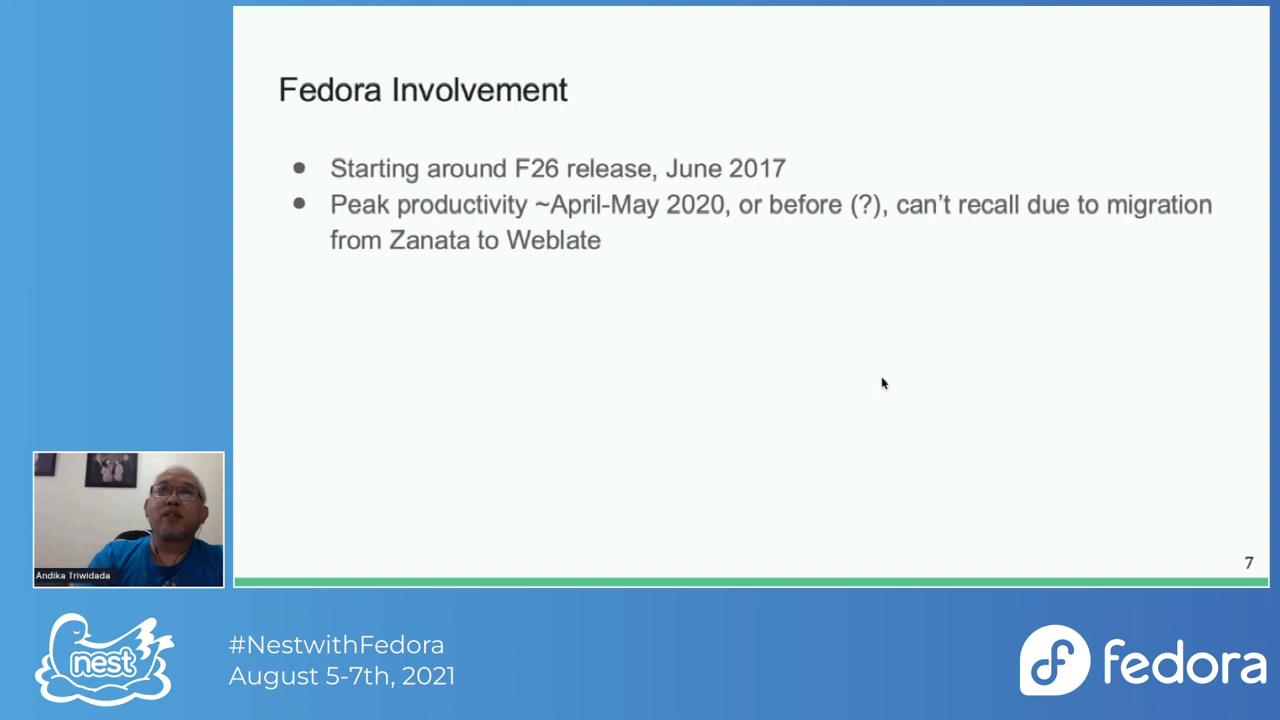 Fedora Involvement
● Starting around F26 release, June 2017
● Peak productivity ~April-May 2020, or before (?), can’t recall due to migration
from Zanata to Weblate
7
Andika Triwidada
nest
#NestwithFedora
August 5-7th, 2021
fedora